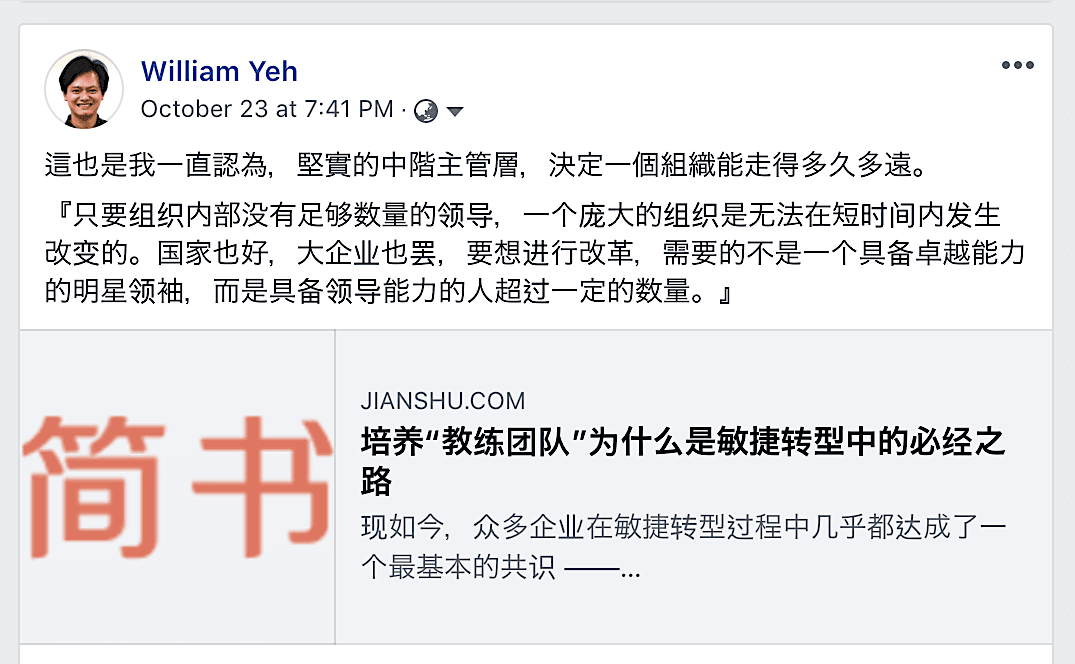 William Yeh
October 23 at 7:41 PM ·
這也是我一直認為，堅實的中階主管層，決定一個組織能走得多久多遠。
『只要组织内部没有足够数量的领导，一个庞大的组织是无法在短时间内发生
改变的。国家也好，大企业也罢，要想进行改革，需要的不是一个具备卓越能力
的明星领袖，而是具备领导能力的人超过一定的数量。』
简书
JIANSHU.COM
培养“教练团队”为什么是敏捷转型中的必经之
路
现如今，众多企业在敏捷转型过程中几乎都达成了一
个最基本的共识 ——...